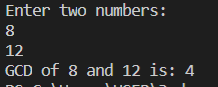 Enter two numbers:
8
12
GCD of 8 and 12 is: 4